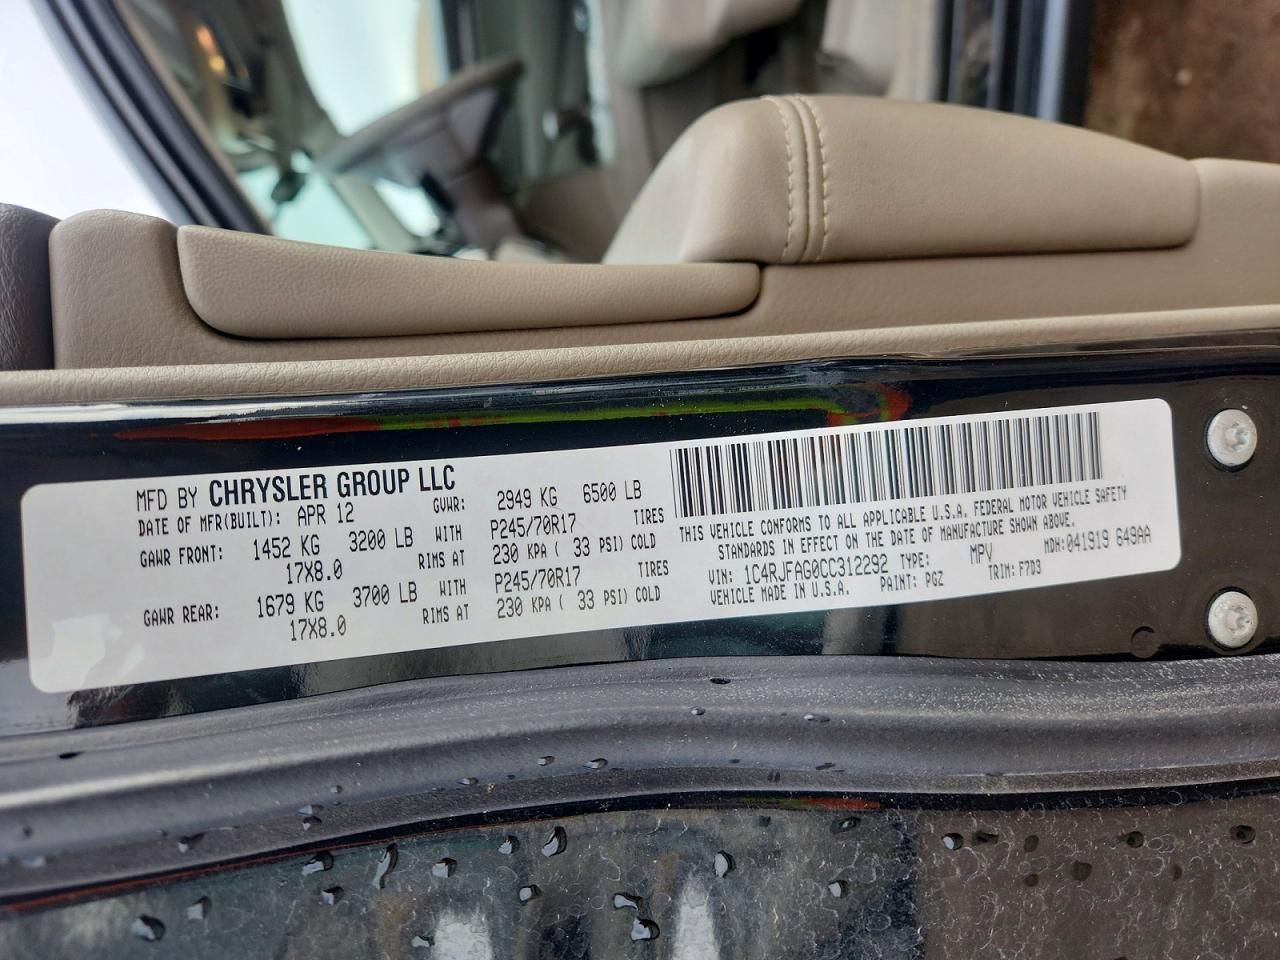 MFD BY CHRYSLER GROUP LLC
DATE OF MFR(BUILT): APR 12 GVWR: 2949 KG 6500 LB
GAWR FRONT: 1452 KG 3200 LB WITH P245/70R17 TIRES
17X8.0 RIMS AT 230 KPA ( 33 PSI) COLD
GAWR REAR: 1679 KG 3700 LB WITH P245/70R17 TIRES
17X8.0 RIMS AT 230 KPA ( 33 PSI) COLD
THIS VEHICLE CONFORMS TO ALL APPLICABLE U.S.A. FEDERAL MOTOR VEHICLE SAFETY
STANDARDS IN EFFECT ON THE DATE OF MANUFACTURE SHOWN ABOVE.
VIN: 1C4RJFAG0CC312292 TYPE: MPV MDH:041919 649AA
VEHICLE MADE IN U.S.A. PAINT: PGZ TRIM: F7D3